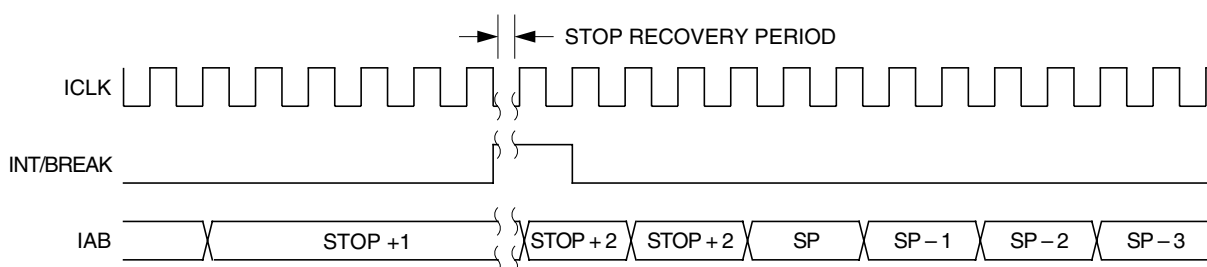 STOP RECOVERY PERIOD
ICLK
INT/BREAK
IAB STOP +1 STOP + 2 STOP + 2 SP SP – 1 SP – 2 SP – 3